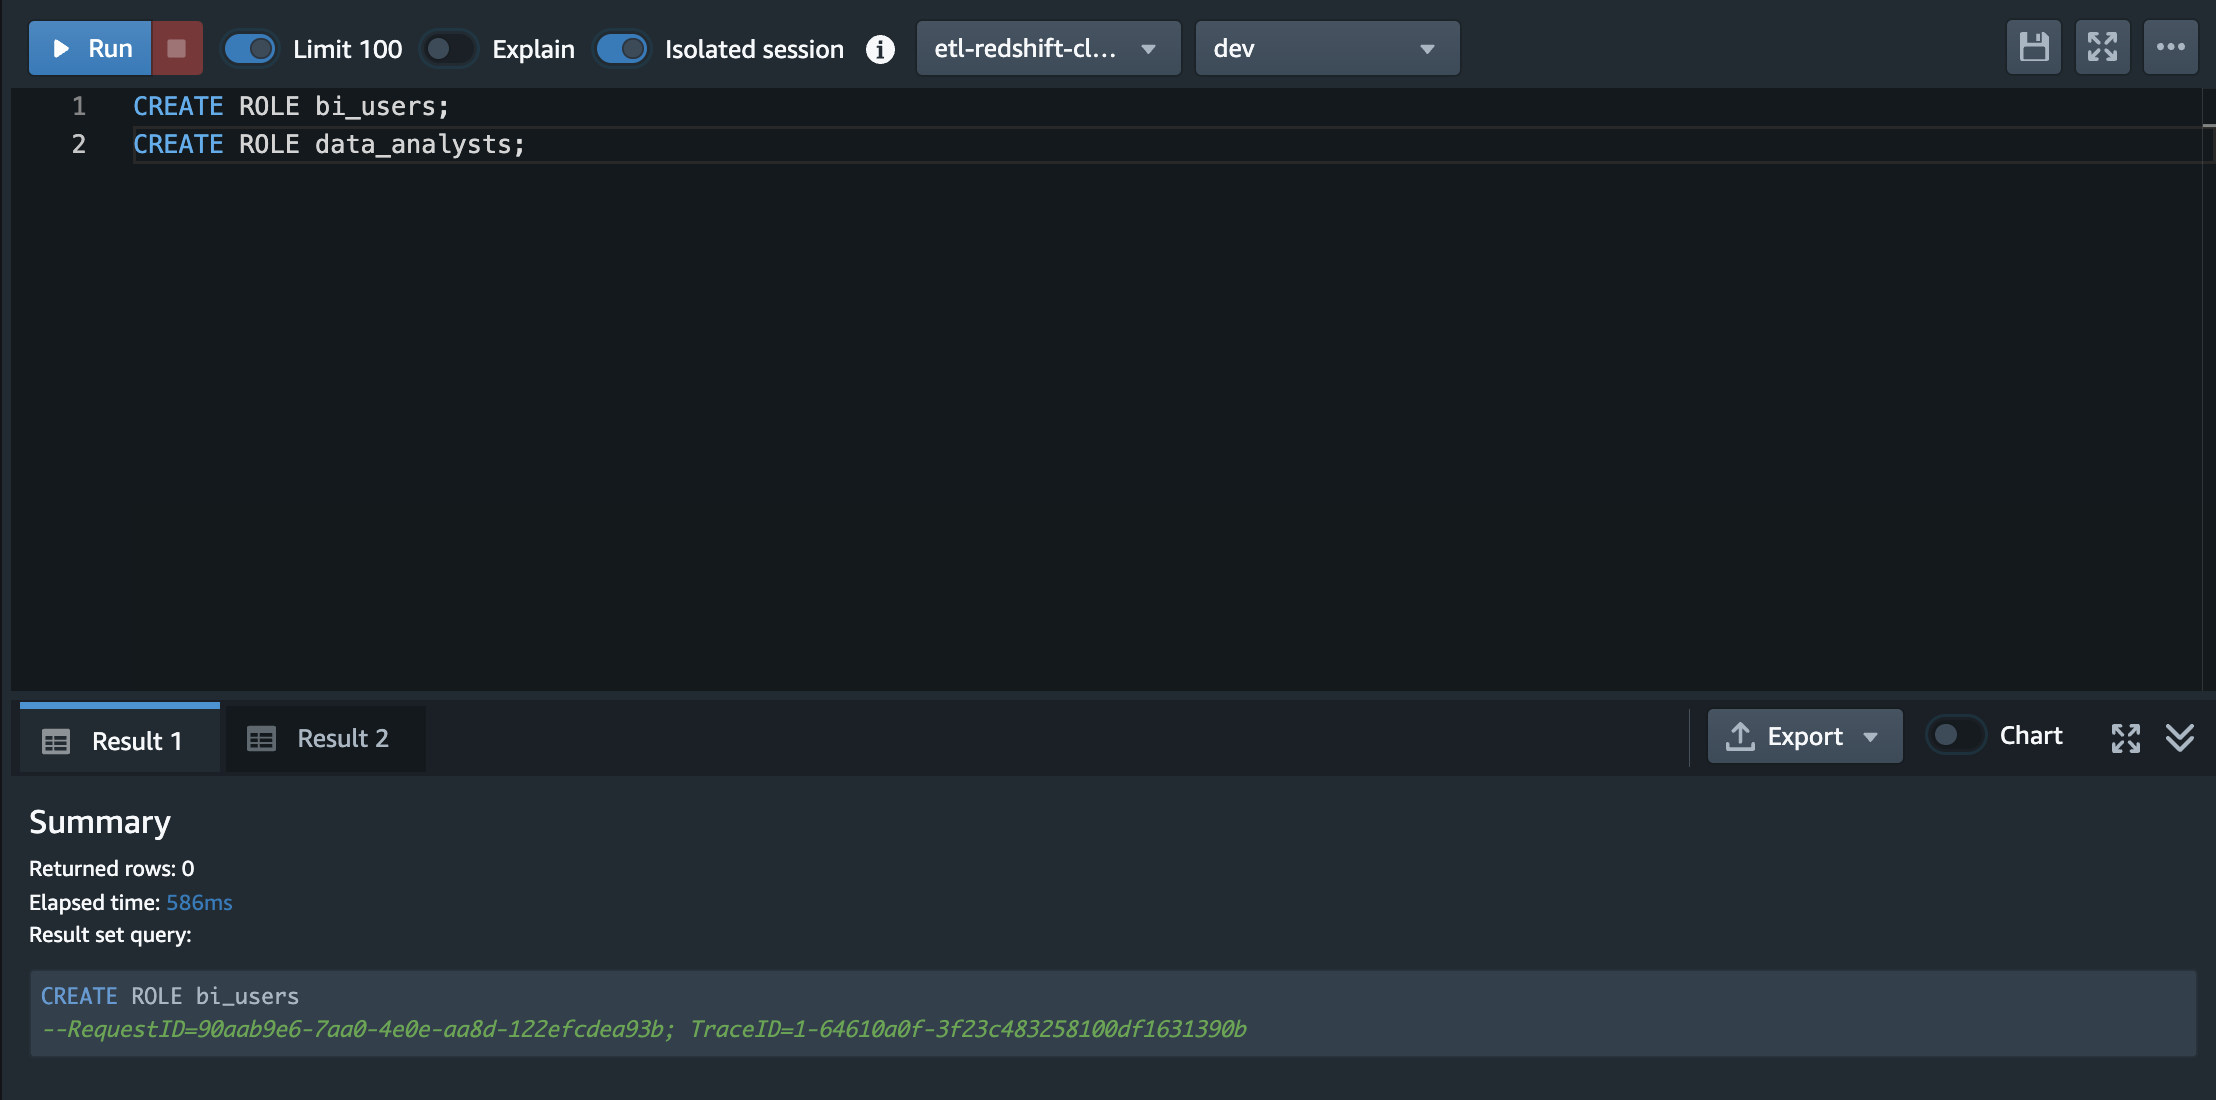 Run Limit 100 Explain Isolated session i etl-redshift-cl... dev
1 CREATE ROLE bi_users;
2 CREATE ROLE data_analysts;
Result 1 Result 2 Export Chart
Summary
Returned rows: 0
Elapsed time: 586ms
Result set query:
CREATE ROLE bi_users
--RequestID=90aab9e6-7aa0-4e0e-aa8d-122efcdea93b; TraceID=1-64610a0f-3f23c483258100df1631390b